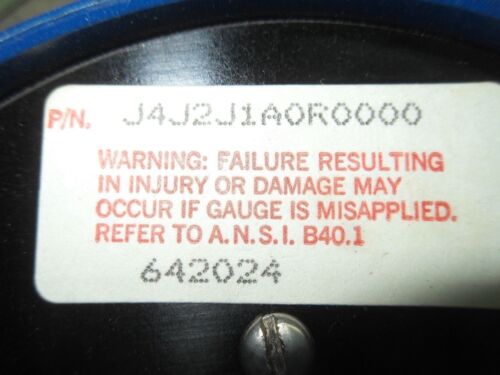 P/N. J4J2J1A0R0000
WARNING: FAILURE RESULTING
IN INJURY OR DAMAGE MAY
OCCUR IF GAUGE IS MISAPPLIED.
REFER TO A.N.S.I. B40.1
642024